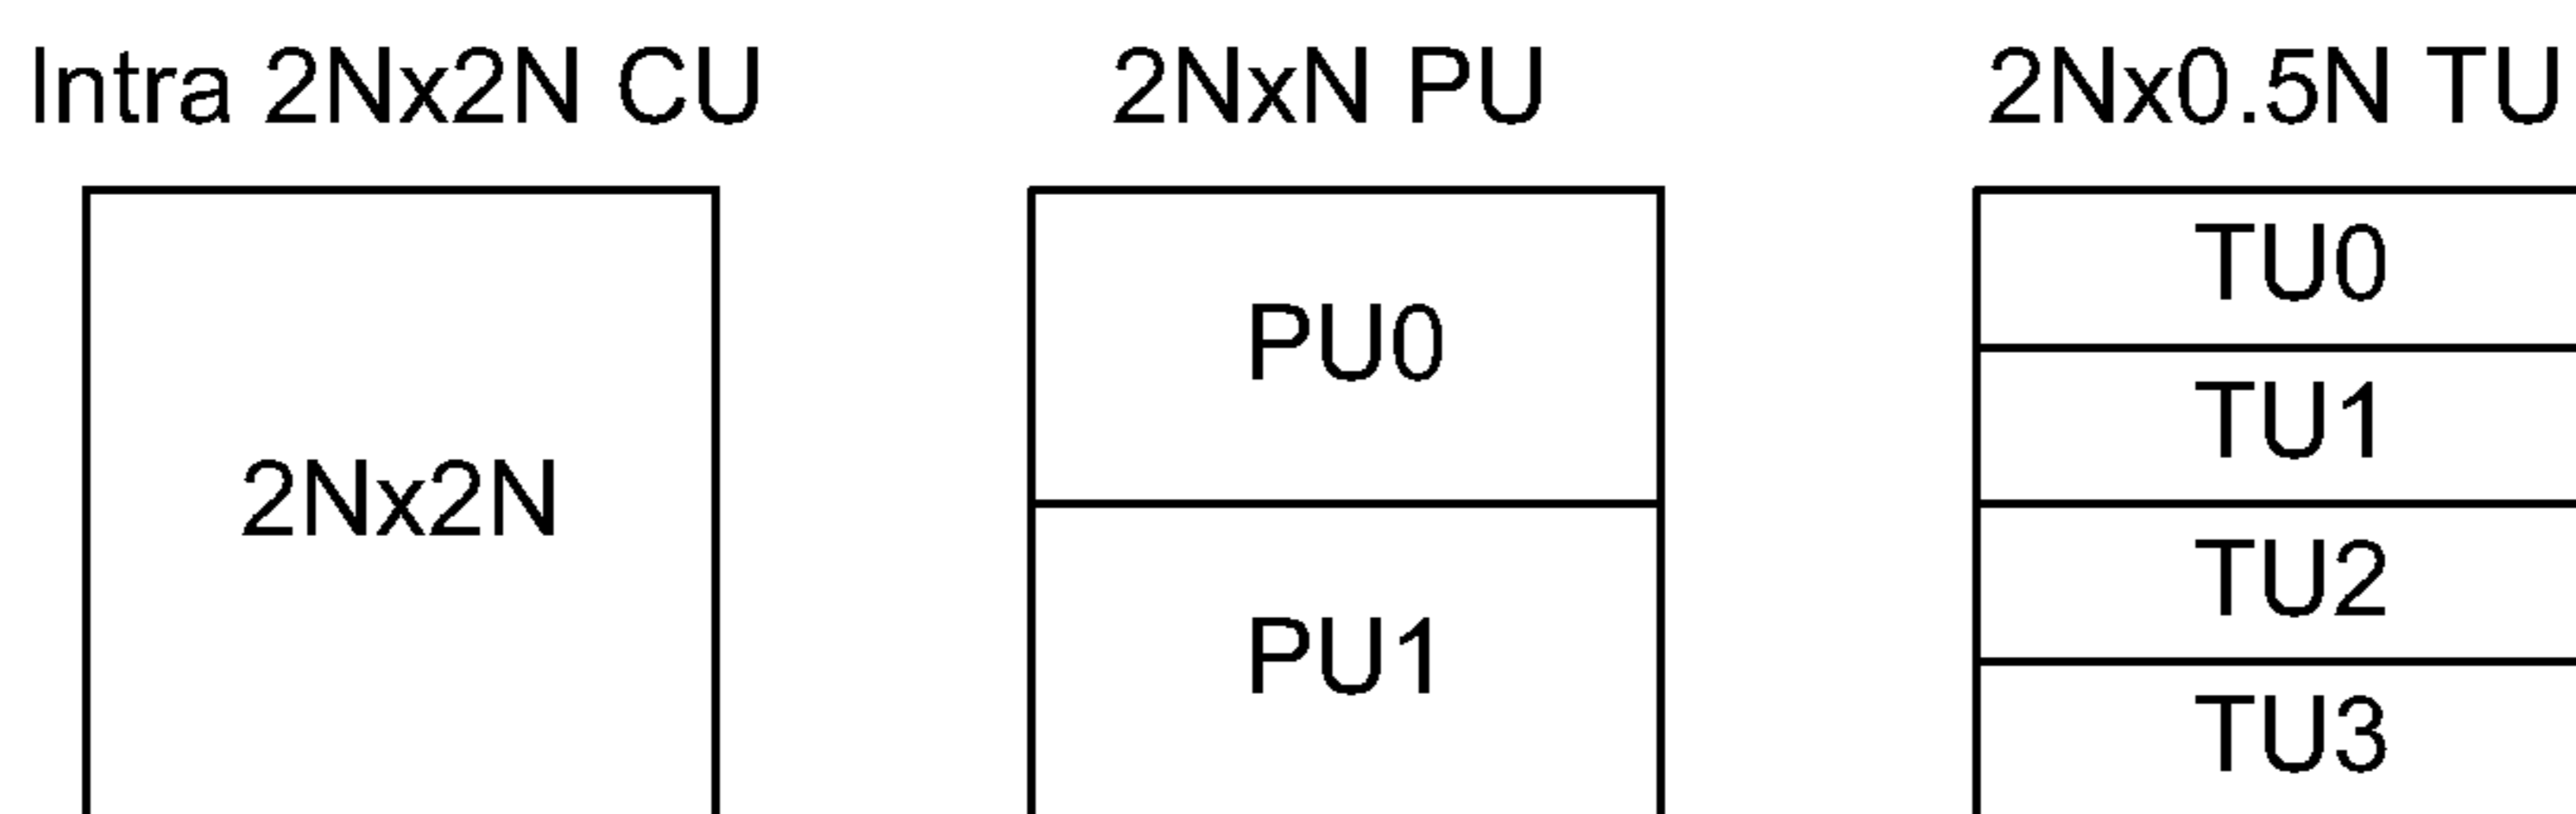 Intra 2Nx2N CU
2NxN PU
2Nx0.5N TU
2Nx2N
PU0
PU1
TU0
TU1
TU2
TU3